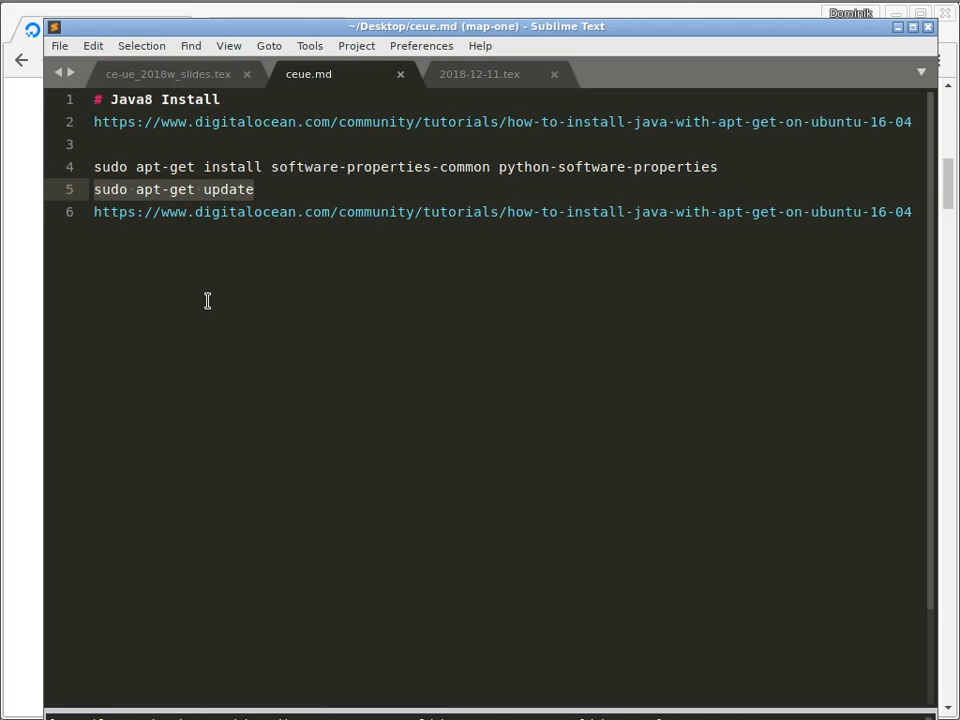 Dominik
~/Desktop/ceue.md (map-one) - Sublime Text
File Edit Selection Find View Goto Tools Project Preferences Help
ce-ue_2018w_slides.tex ceue.md 2018-12-11.tex
1 # Java8 Install
2 https://www.digitalocean.com/community/tutorials/how-to-install-java-with-apt-get-on-ubuntu-16-04
3
4 sudo apt-get install software-properties-common python-software-properties
5 sudo apt-get update
6 https://www.digitalocean.com/community/tutorials/how-to-install-java-with-apt-get-on-ubuntu-16-04